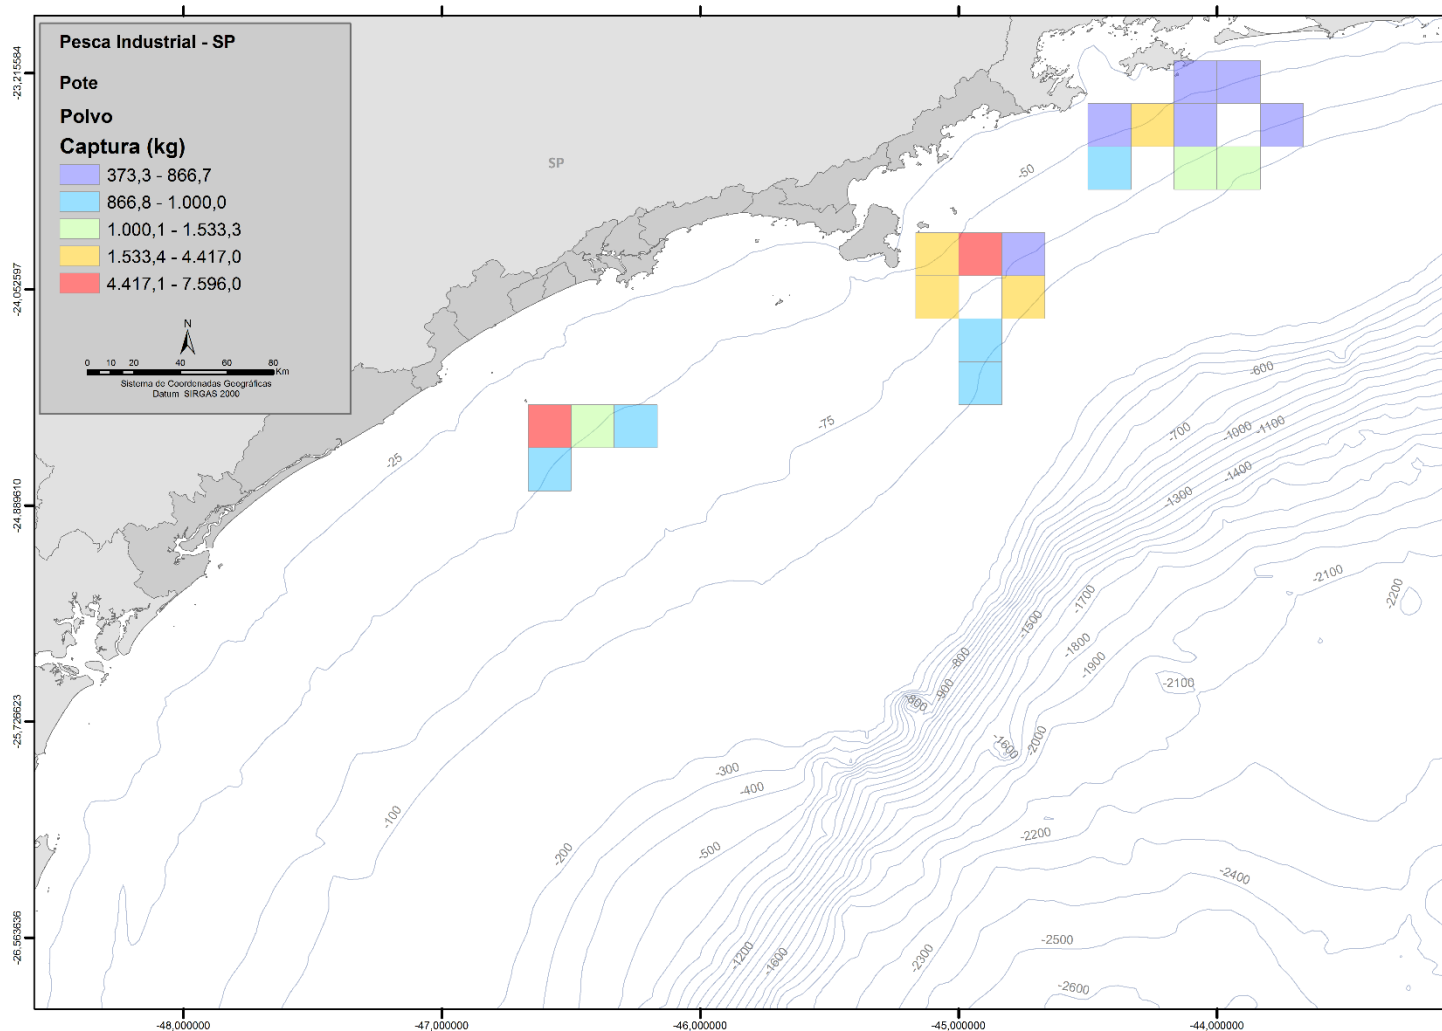 Pesca Industrial - SP
Pote
Polvo
Captura (kg)
373,3 - 866,7
866,8 - 1.000,0
1.000,1 - 1.533,3
1.533,4 - 4.417,0
4.417,1 - 7.596,0
N
0 10 20 40 60 80
Km
Sistema de Coordenadas Geográficas
Datum SIRGAS 2000
SP
-23,215584
-24,052597
-24,889610
-25,726623
-26,563636
-50
-25
-75
-600
-700
-1000
-1100
-1400
-1300
-2100
-2200
-1700
-1500
-1800
-800
-1900
-900
-2100
-800
-1600
-2000
-300
-400
-100
-200
-500
-2200
-2400
-1200
-1600
-2300
-2500
-2600
-48,000000
-47,000000
-46,000000
-45,000000
-44,000000